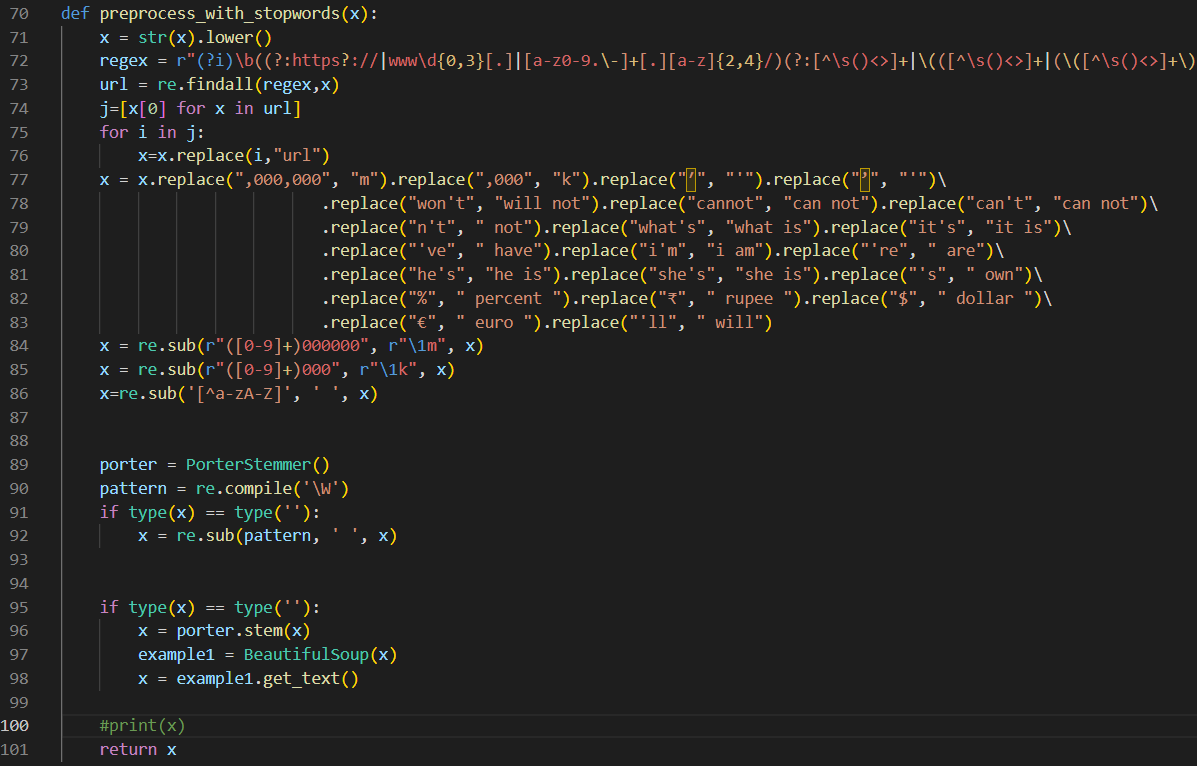 70 def preprocess_with_stopwords(x):
71 x = str(x).lower()
72 regex = r"(?i)\b((?:https?://|www\d{0,3}[.]|[a-z0-9.\-]+[.][a-z]{2,4}/)(?:[^\s()<>]+|\(([^\s()<>]+|(\([^\s()<>]+\)
73 url = re.findall(regex,x)
74 j=[x[0] for x in url]
75 for i in j:
76 x=x.replace(i,"url")
77 x = x.replace(",000,000", "m").replace(",000", "k").replace("′", "'").replace("’", "'")\
78 .replace("won't", "will not").replace("cannot", "can not").replace("can't", "can not")\
79 .replace("n't", " not").replace("what's", "what is").replace("it's", "it is")\
80 .replace("'ve", " have").replace("i'm", "i am").replace("'re", " are")\
81 .replace("he's", "he is").replace("she's", "she is").replace("'s", " own")\
82 .replace("%", " percent ").replace("₹", " rupee ").replace("$", " dollar ")\
83 .replace("€", " euro ").replace("'ll", " will")
84 x = re.sub(r"([0-9]+)000000", r"\1m", x)
85 x = re.sub(r"([0-9]+)000", r"\1k", x)
86 x=re.sub('[^a-zA-Z]', ' ', x)
87
88
89 porter = PorterStemmer()
90 pattern = re.compile('\W')
91 if type(x) == type(''):
92 x = re.sub(pattern, ' ', x)
93
94
95 if type(x) == type(''):
96 x = porter.stem(x)
97 example1 = BeautifulSoup(x)
98 x = example1.get_text()
99
100 #print(x)
101 return x